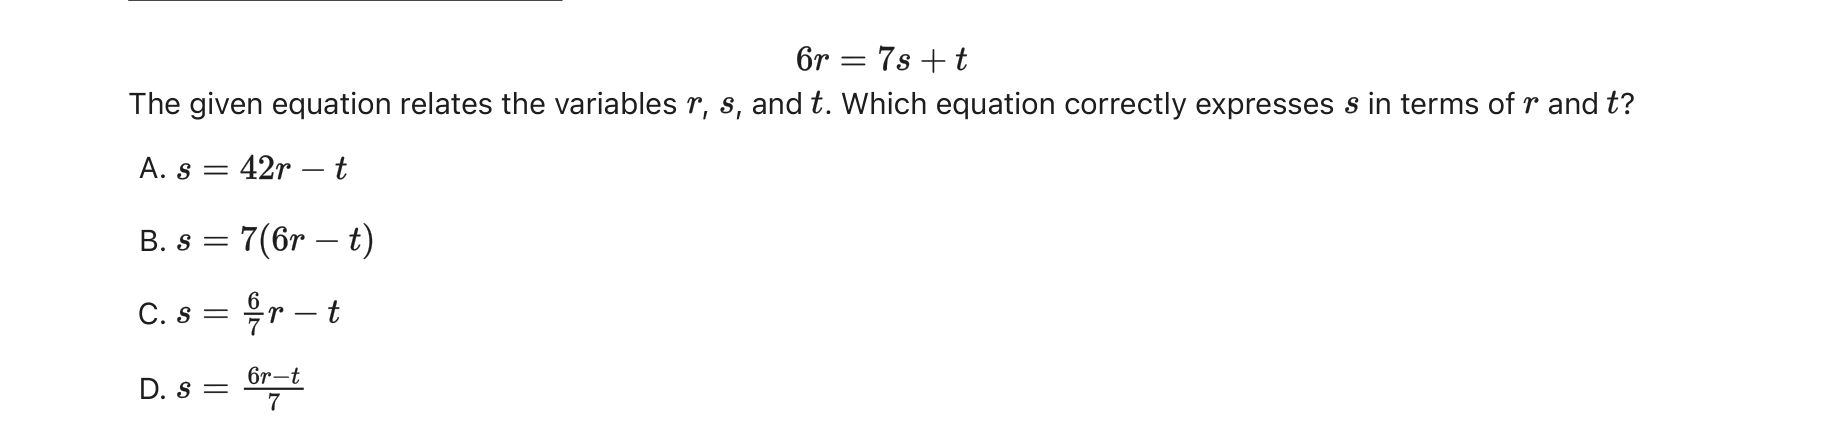 6r = 7s + t
The given equation relates the variables r, s, and t. Which equation correctly expresses s in terms of r and t?
A. s = 42r − t
B. s = 7(6r − t)
C. s = \frac{6}{7}r − t
D. s = \frac{6r−t}{7}